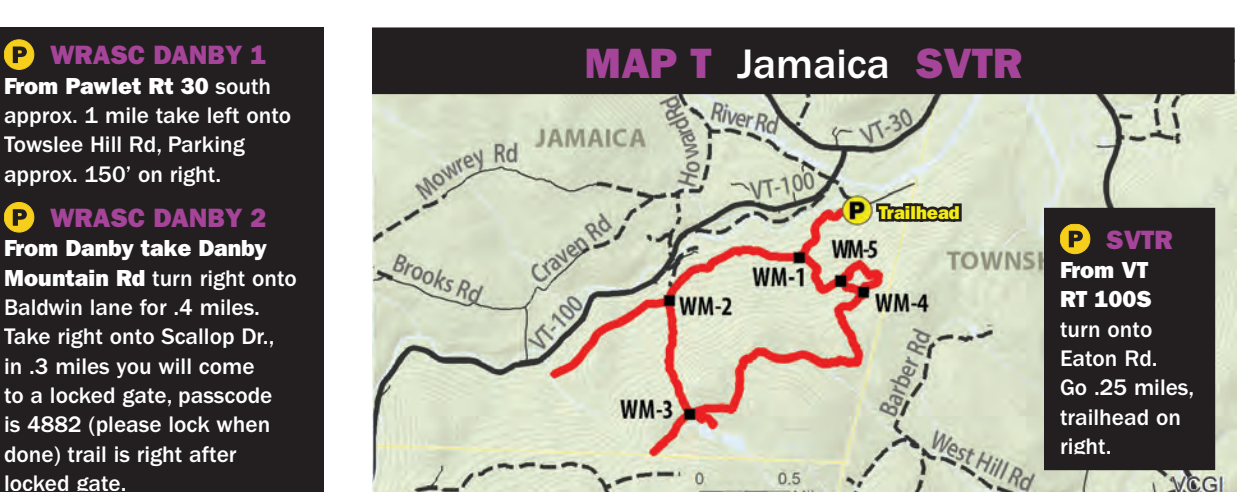 P WRASC DANBY 1
From Pawlet Rt 30 south
approx. 1 mile take left onto
Towslee Hill Rd, Parking
approx. 150’ on right.
P WRASC DANBY 2
From Danby take Danby
Mountain Rd turn right onto
Baldwin lane for .4 miles.
Take right onto Scallop Dr.,
in .3 miles you will come
to a locked gate, passcode
is 4882 (please lock when
done) trail is right after
locked gate.
MAP T Jamaica SVTR
JAMAICA
Howard Rd
River Rd
VT-30
Mowrey Rd
VT-100
P Trailhead
Craven Rd
Brooks Rd
WM-5
WM-1
TOWNSH
WM-2
WM-4
VT-100
Barber Rd
WM-3
West Hill Rd
0 0.5
VCGI
P SVTR
From VT
RT 100S
turn onto
Eaton Rd.
Go .25 miles,
trailhead on
right.